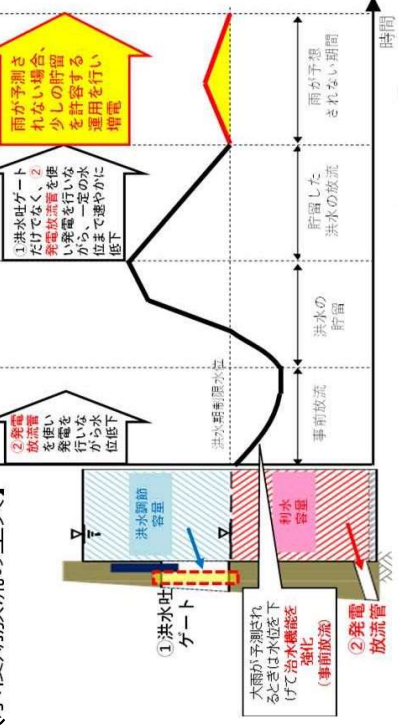 ②発電
放流管
を使い
発電を
行いな
がら水
位低下
①洪水吐ゲート
だけでなく、②
発電放流管を使
い発電を行いな
がら、一定の水
位まで速やかに
低下
雨が予測さ
れない場合、
少しの貯留
を許容する
運用を行い
増電
洪水調節
容量
①洪水吐
ゲート
洪水期制限水位
利水
容量
大雨が予測され
るときは水位を下
げて治水機能を
強化
(事前放流)
②発電
放流管
事前放流
洪水の
貯留
貯留した
洪水の放流
雨が予想
されない期間
時間